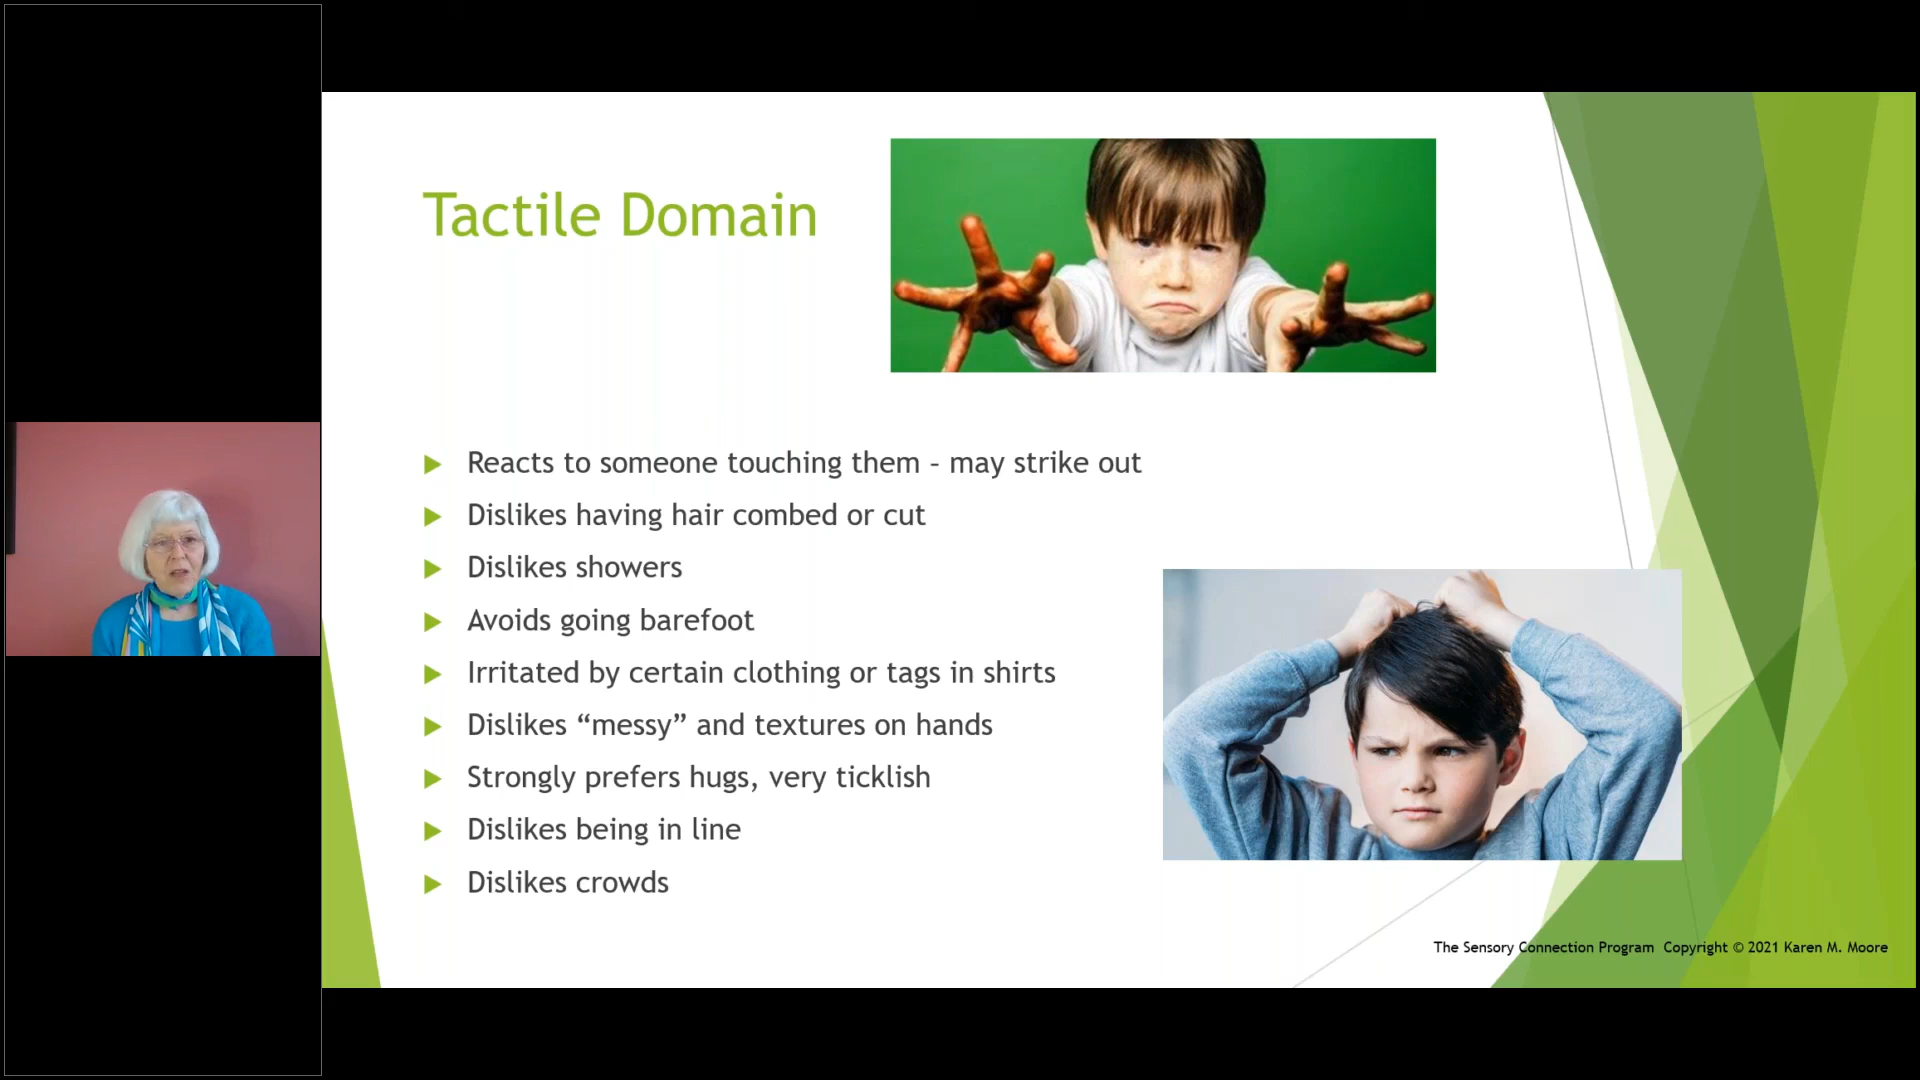 Tactile Domain
Reacts to someone touching them – may strike out
Dislikes having hair combed or cut
Dislikes showers
Avoids going barefoot
Irritated by certain clothing or tags in shirts
Dislikes “messy” and textures on hands
Strongly prefers hugs, very ticklish
Dislikes being in line
Dislikes crowds
The Sensory Connection Program  Copyright © 2021 Karen M. Moore